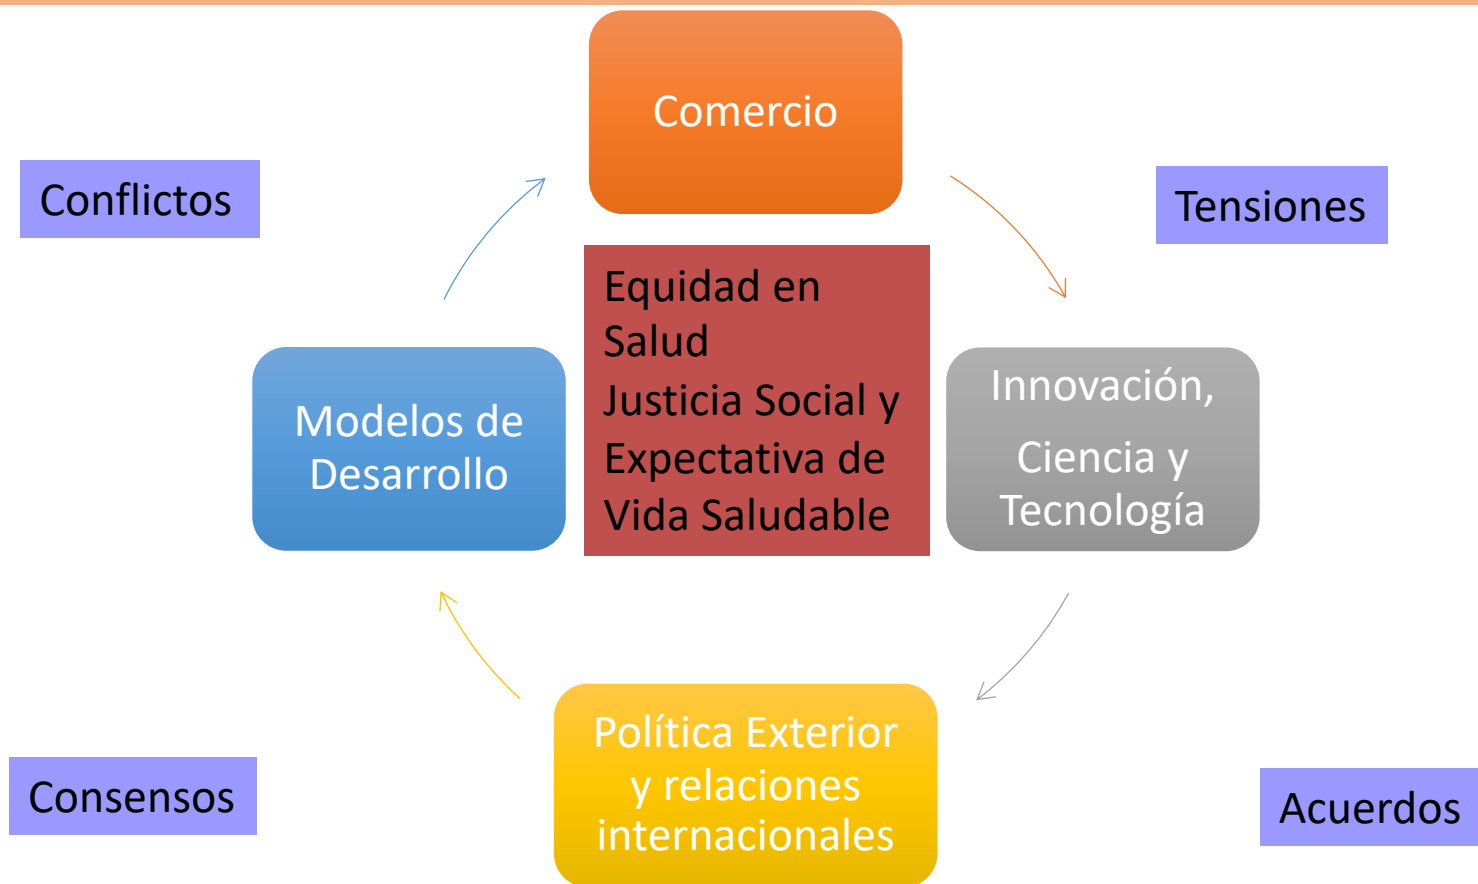 Comercio
Conflictos
Tensiones
Equidad en
Salud
Justicia Social y
Expectativa de
Vida Saludable
Modelos de
Desarrollo
Innovación,
Ciencia y
Tecnología
Política Exterior
y relaciones
internacionales
Consensos
Acuerdos